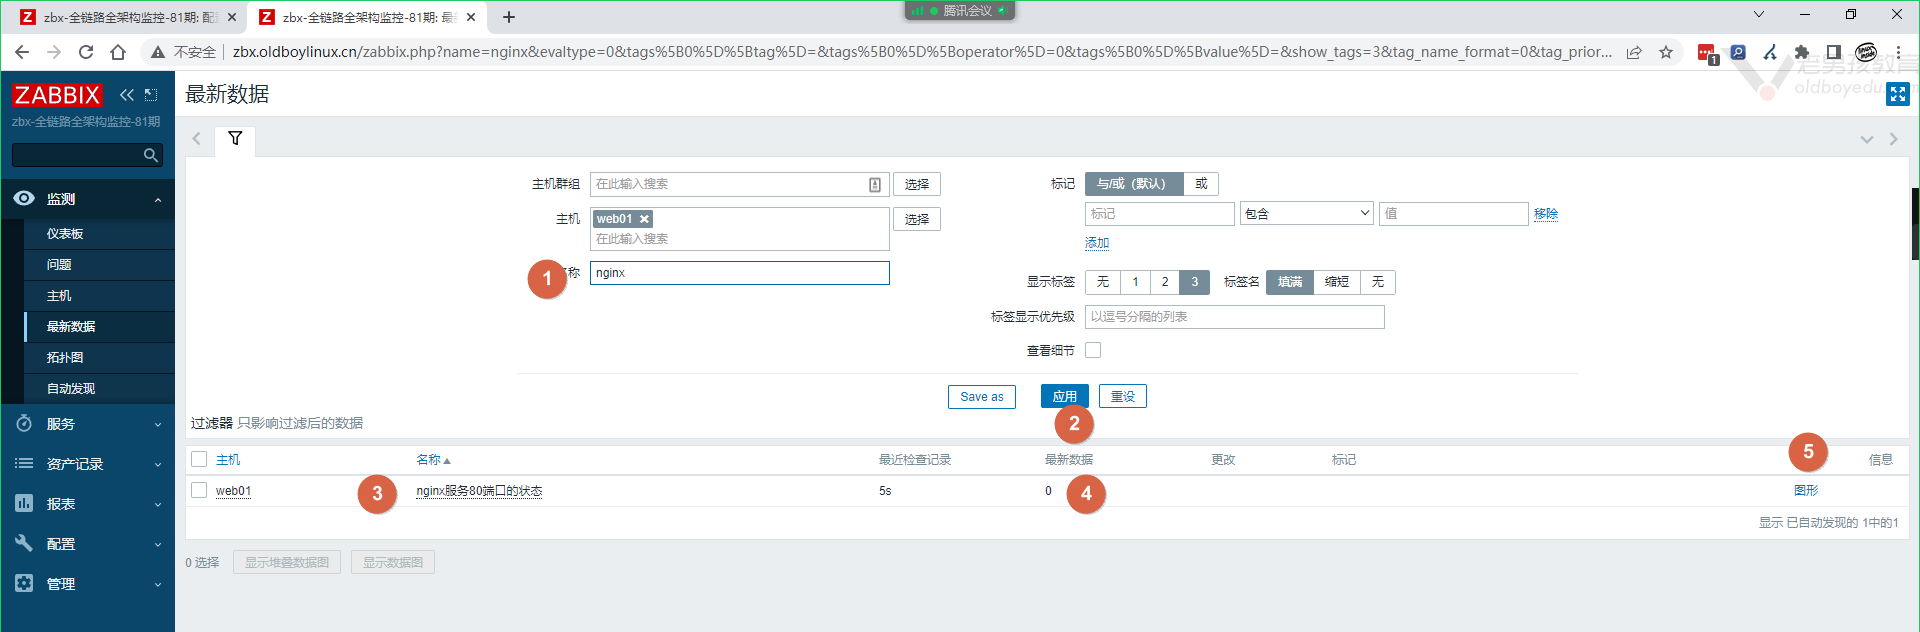 zbx-全链路全架构监控-81期: 配
zbx-全链路全架构监控-81期: 最
腾讯会议
不安全
zbx.oldboylinux.cn/zabbix.php?name=nginx&evaltype=0&tags%5B0%5D%5Btag%5D=&tags%5B0%5D%5Boperator%5D=0&tags%5B0%5D%5Bvalue%5D=&show_tags=3&tag_name_format=0&tag_prior...
1
老男孩教育
oldboyedu.
ZABBIX
最新数据
zbx-全链路全架构监控-81期
监测
仪表板
问题
主机
最新数据
拓扑图
自动发现
服务
资产记录
报表
配置
管理
主机群组 在此输入搜索 选择
主机 web01 选择
在此输入搜索
1 称 nginx
标记 与/或 (默认) 或
标记 包含 值 移除
添加
显示标签 无 1 2 3 标签名 填满 缩短 无
标签显示优先级 以逗号分隔的列表
查看细节
Save as 应用 重设
2
过滤器 只影响过滤后的数据
主机 名称 最近检查记录 最新数据 更改 标记 5 信息
web01 3 nginx服务80端口的状态 5s 0 4 图形
显示 已自动发现的 1中的1
0 选择 显示堆叠数据图 显示数据图